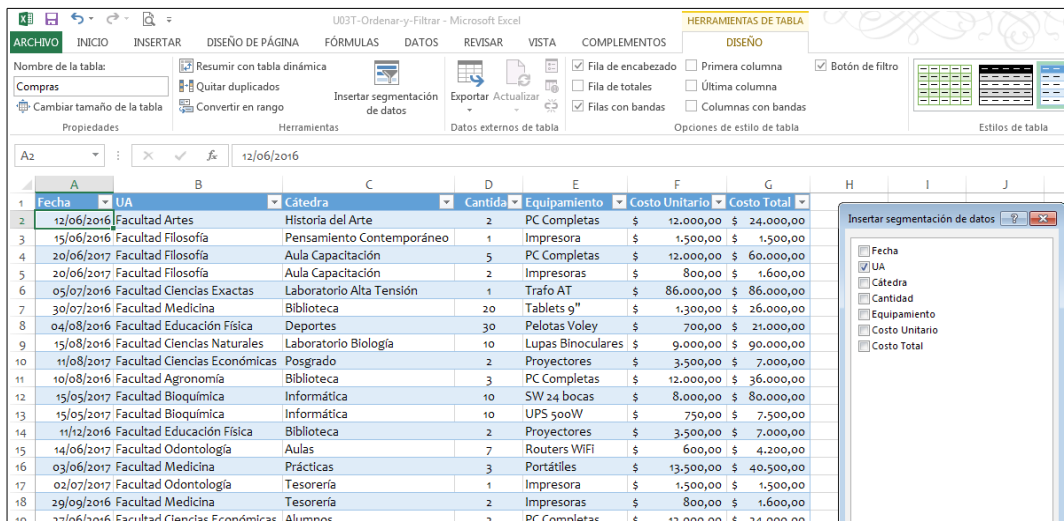 U03T-Ordenar-y-Filtrar - Microsoft Excel
HERRAMIENTAS DE TABLA
ARCHIVO INICIO INSERTAR DISEÑO DE PÁGINA FÓRMULAS DATOS REVISAR VISTA COMPLEMENTOS DISEÑO
Nombre de la tabla:
Compras
Cambiar tamaño de la tabla
Propiedades
Resumir con tabla dinámica
Quitar duplicados
Convertir en rango
Insertar segmentación
de datos
Herramientas
Exportar Actualizar
Datos externos de tabla
Fila de encabezado Primera columna Botón de filtro
Fila de totales Última columna
Filas con bandas Columnas con bandas
Opciones de estilo de tabla
Estilos de tabla
A2 fx 12/06/2016
A B C D E F G H I J
1 Fecha UA Cátedra Cantida Equipamiento Costo Unitario Costo Total
2 12/06/2016 Facultad Artes Historia del Arte 2 PC Completas $ 12.000,00 $ 24.000,00
3 15/06/2016 Facultad Filosofía Pensamiento Contemporáneo 1 Impresora $ 1.500,00 $ 1.500,00
4 20/06/2017 Facultad Filosofía Aula Capacitación 5 PC Completas $ 12.000,00 $ 60.000,00
5 20/06/2017 Facultad Filosofía Aula Capacitación 2 Impresoras $ 800,00 $ 1.600,00
6 05/07/2016 Facultad Ciencias Exactas Laboratorio Alta Tensión 1 Trafo AT $ 86.000,00 $ 86.000,00
7 30/07/2016 Facultad Medicina Biblioteca 20 Tablets 9" $ 1.300,00 $ 26.000,00
8 04/08/2016 Facultad Educación Física Deportes 30 Pelotas Voley $ 700,00 $ 21.000,00
9 15/08/2016 Facultad Ciencias Naturales Laboratorio Biología 10 Lupas Binoculares $ 9.000,00 $ 90.000,00
10 11/08/2017 Facultad Ciencias Económicas Posgrado 2 Proyectores $ 3.500,00 $ 7.000,00
11 10/08/2016 Facultad Agronomía Biblioteca 3 PC Completas $ 12.000,00 $ 36.000,00
12 15/05/2017 Facultad Bioquímica Informática 10 SW 24 bocas $ 8.000,00 $ 80.000,00
13 15/05/2017 Facultad Bioquímica Informática 10 UPS 500W $ 750,00 $ 7.500,00
14 11/12/2016 Facultad Educación Física Biblioteca 2 Proyectores $ 3.500,00 $ 7.000,00
15 14/06/2017 Facultad Odontología Aulas 7 Routers WiFi $ 600,00 $ 4.200,00
16 03/06/2017 Facultad Medicina Prácticas 3 Portátiles $ 13.500,00 $ 40.500,00
17 02/07/2017 Facultad Odontología Tesorería 1 Impresora $ 1.500,00 $ 1.500,00
18 29/09/2016 Facultad Medicina Tesorería 2 Impresoras $ 800,00 $ 1.600,00
19 27/06/2016 Facultad Ciencias Económicas Alumnos 2 PC Completas $ 12.000,00 $ 24.000,00
Insertar segmentación de datos
Fecha
UA
Cátedra
Cantidad
Equipamiento
Costo Unitario
Costo Total